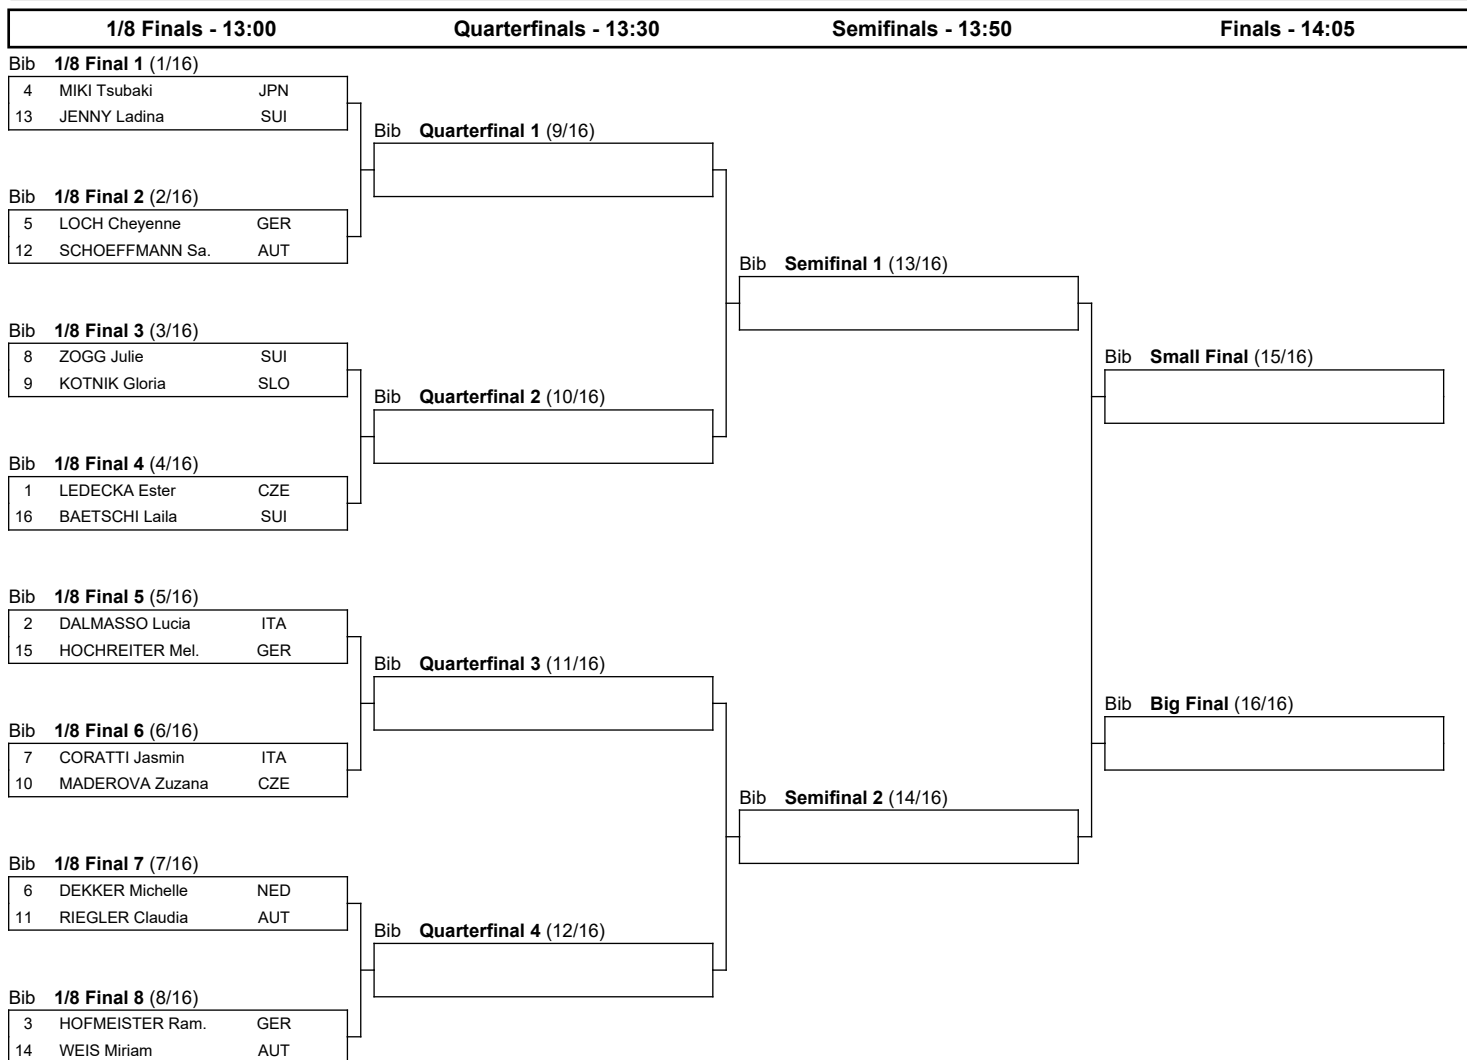 1/8 Finals - 13:00 Quarterfinals - 13:30 Semifinals - 13:50 Finals - 14:05
Bib 1/8 Final 1 (1/16)
4 MIKI Tsubaki JPN
13 JENNY Ladina SUI
Bib Quarterfinal 1 (9/16)
Bib 1/8 Final 2 (2/16)
5 LOCH Cheyenne GER
12 SCHOEFFMANN Sa. AUT
Bib Semifinal 1 (13/16)
Bib 1/8 Final 3 (3/16)
8 ZOGG Julie SUI
9 KOTNIK Gloria SLO
Bib Small Final (15/16)
Bib Quarterfinal 2 (10/16)
Bib 1/8 Final 4 (4/16)
1 LEDECKA Ester CZE
16 BAETSCHI Laila SUI
Bib 1/8 Final 5 (5/16)
2 DALMASSO Lucia ITA
15 HOCHREITER Mel. GER
Bib Quarterfinal 3 (11/16)
Bib Big Final (16/16)
Bib 1/8 Final 6 (6/16)
7 CORATTI Jasmin ITA
10 MADEROVA Zuzana CZE
Bib Semifinal 2 (14/16)
Bib 1/8 Final 7 (7/16)
6 DEKKER Michelle NED
11 RIEGLER Claudia AUT
Bib Quarterfinal 4 (12/16)
Bib 1/8 Final 8 (8/16)
3 HOFMEISTER Ram. GER
14 WEIS Miriam AUT